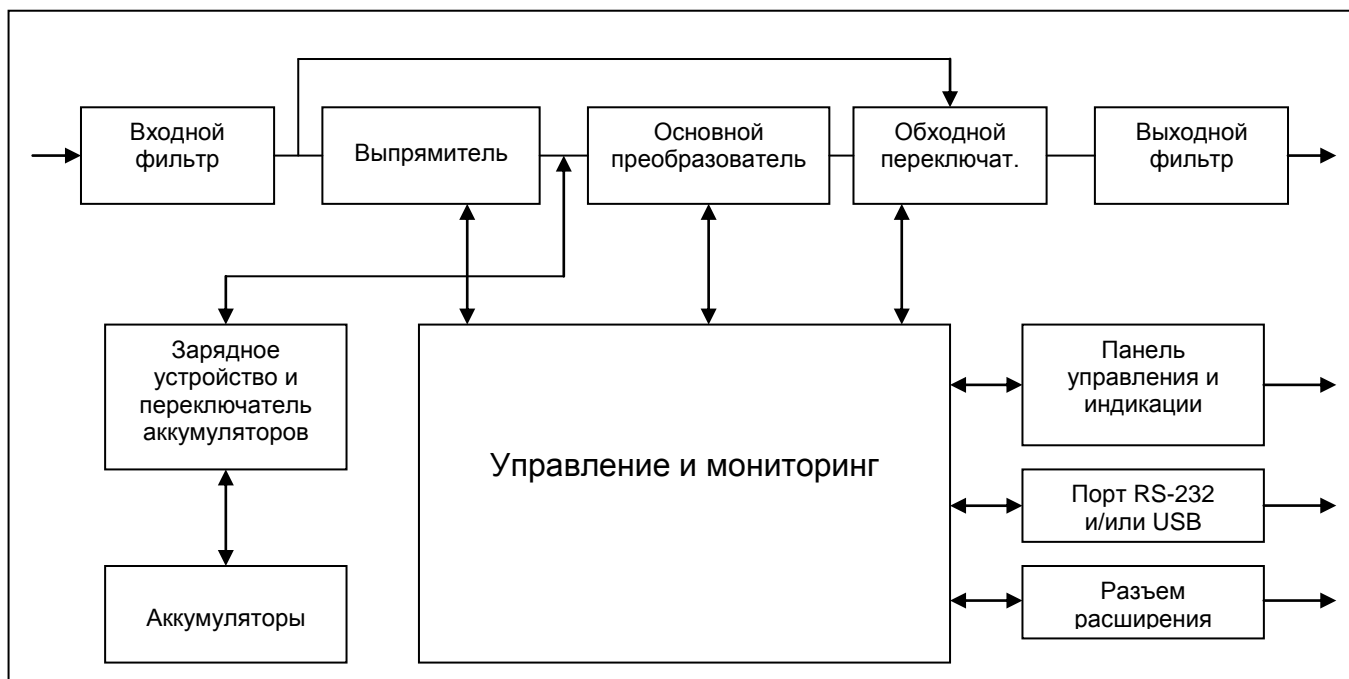 Входной
фильтр
Выпрямитель
Основной
преобразователь
Обходной
переключат.
Выходной
фильтр
Зарядное
устройство и
переключатель
аккумуляторов
Управление и мониторинг
Панель
управления и
индикации
Порт RS-232
и/или USB
Разъем
расширения
Аккумуляторы